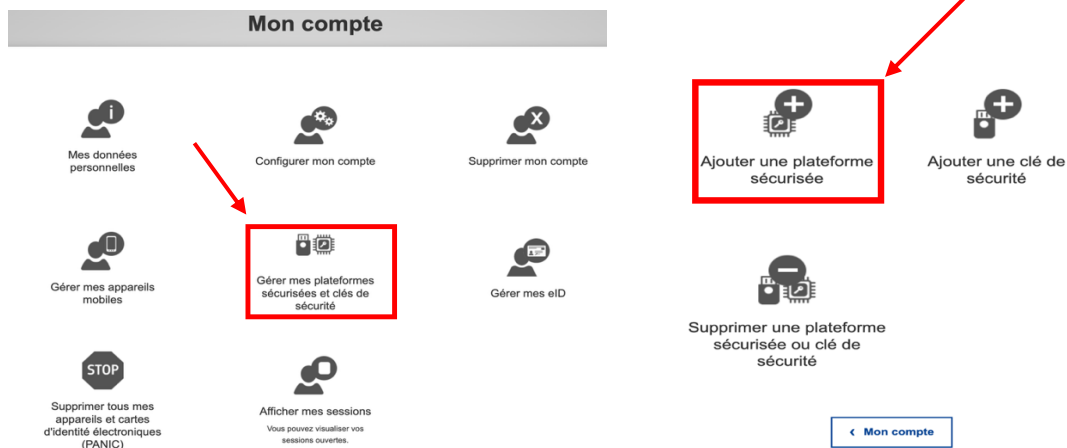 Mon compte
Mes données
personnelles
Configurer mon compte
Supprimer mon compte
Gérer mes appareils
mobiles
Gérer mes plateformes
sécurisées et clés de
sécurité
Gérer mes eID
STOP
Supprimer tous mes
appareils et cartes
d'identité électroniques
(PANIC)
Afficher mes sessions
Vous pouvez visualiser vos
sessions ouvertes.
Ajouter une plateforme
sécurisée
Ajouter une clé de
sécurité
Supprimer une plateforme
sécurisée ou clé de
sécurité
‹ Mon compte